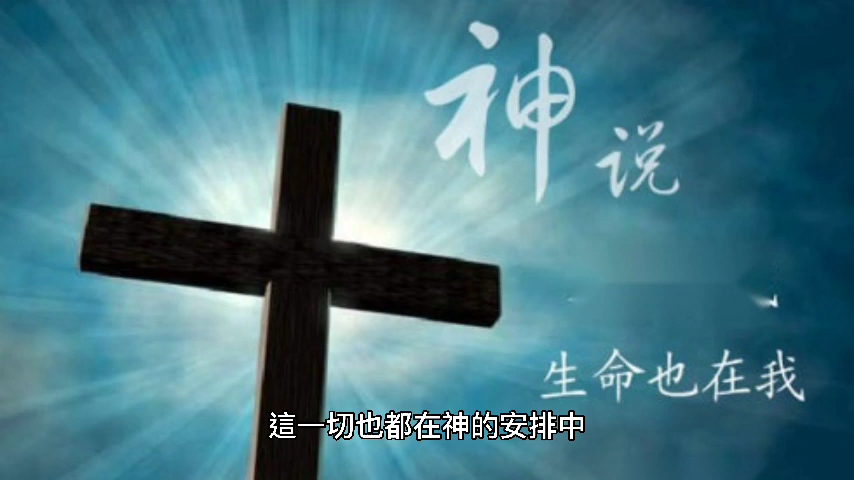 神说
生命也在我
這一切也都在神的安排中